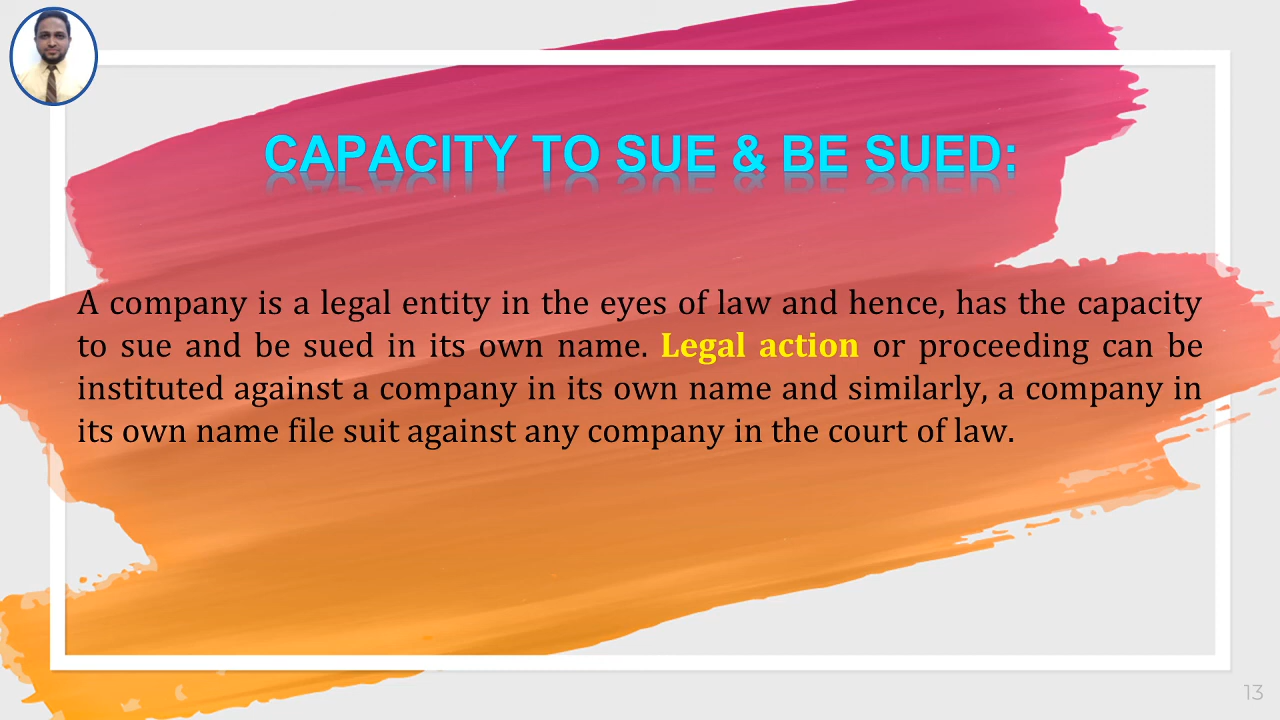 CAPACITY TO SUE & BE SUED:
A company is a legal entity in the eyes of law and hence, has the capacity
to sue and be sued in its own name. Legal action or proceeding can be
instituted against a company in its own name and similarly, a company in
its own name file suit against any company in the court of law.
13